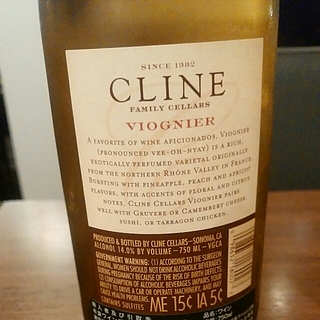 SINCE 1982
CLINE
FAMILY CELLARS
VIOGNIER
A FAVORITE OF WINE AFICIONADOS, VIOGNIER
(PRONOUNCED VEE-OH-NYAY) IS A RICH,
EXOTICALLY PERFUMED VARIETAL ORIGINALLY
FROM THE NORTHERN RHÔNE VALLEY IN FRANCE.
BURSTING WITH PINEAPPLE, PEACH AND APRICOT
FLAVORS, WITH ACCENTS OF FLORAL AND CITRUS
NOTES, CLINE CELLARS VIOGNIER PAIRS
WELL WITH GRUYERE OR CAMEMBERT CHEESE,
SUSHI, OR TARRAGON CHICKEN.
PRODUCED & BOTTLED BY CLINE CELLARS–SONOMA, CA
ALCOHOL 14.0% BY VOLUME–750 ML–VGCA
GOVERNMENT WARNING: (1) ACCORDING TO THE SURGEON
GENERAL, WOMEN SHOULD NOT DRINK ALCOHOLIC BEVERAGES
DURING PREGNANCY BECAUSE OF THE RISK OF BIRTH DEFECTS.
(2) CONSUMPTION OF ALCOHOLIC BEVERAGES IMPAIRS YOUR
ABILITY TO DRIVE A CAR OR OPERATE MACHINERY, AND MAY
CAUSE HEALTH PROBLEMS.
CONTAINS SULFITES ME 15¢ IA 5¢
品名:ワイン